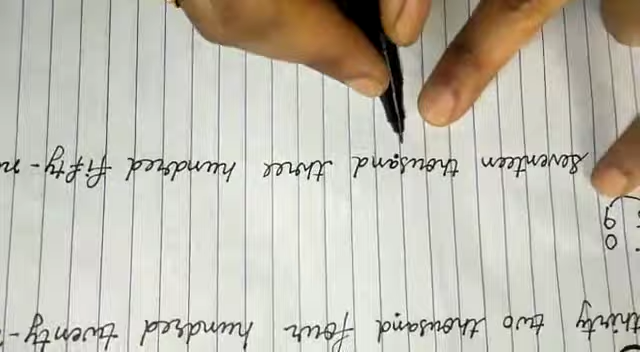 thirty two thousand four hundred twenty-
seventeen thousand three hundred fifty-n